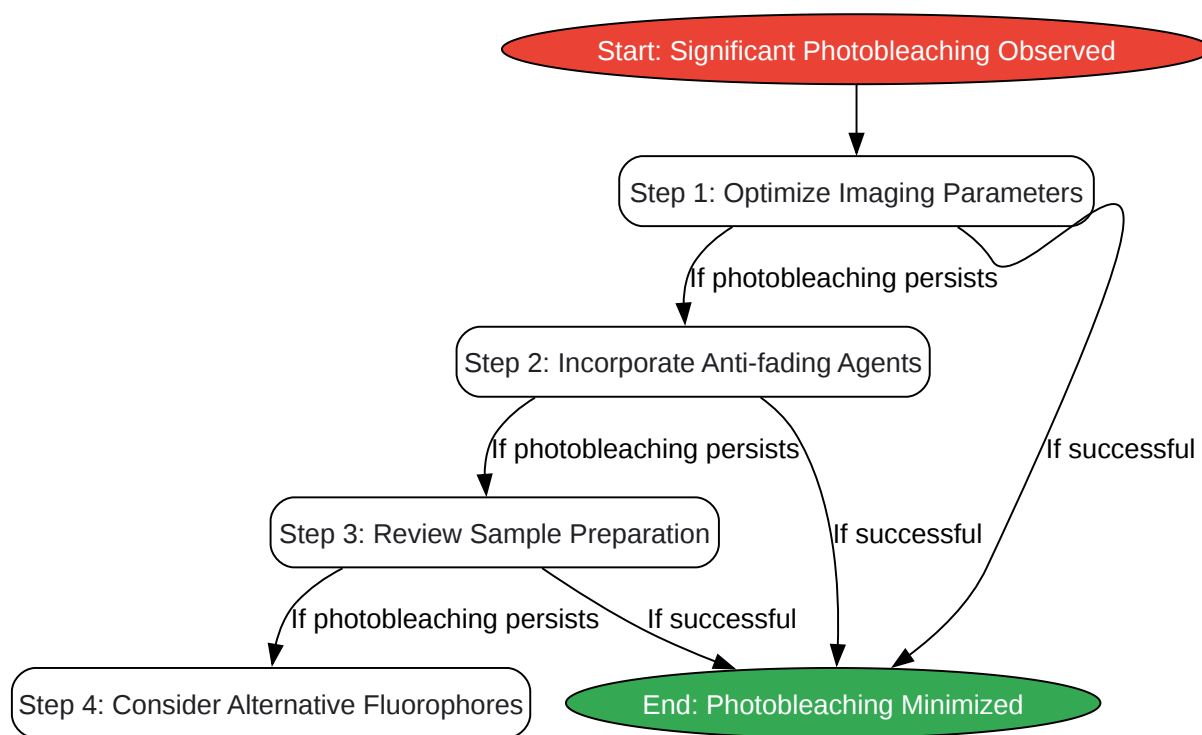 Start: Significant Photobleaching Observed
Step 1: Optimize Imaging Parameters
If photobleaching persists
Step 2: Incorporate Anti-fading Agents
If photobleaching persists
If successful
Step 3: Review Sample Preparation
If successful
If photobleaching persists
If successful
Step 4: Consider Alternative Fluorophores
End: Photobleaching Minimized